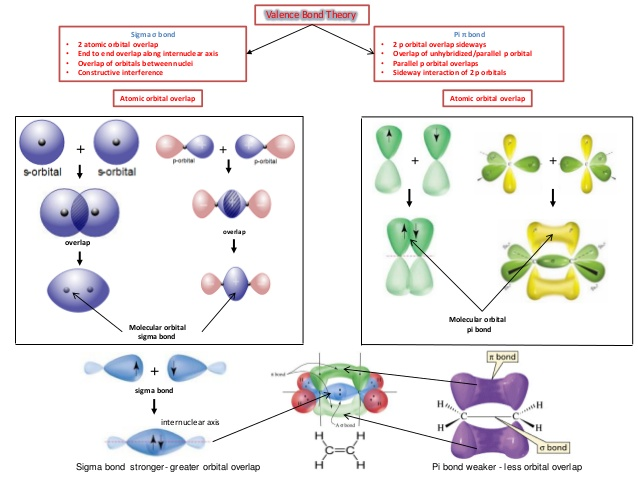 Valence Bond Theory
Sigma σ bond
• 2 atomic orbital overlap
• End to end overlap along internuclear axis
• Overlap of orbitals between nuclei
• Constructive interference
Pi π bond
• 2 p orbital overlap sideways
• Overlap of unhybridized/parallel p orbital
• Parallel p orbital overlaps
• Sideway interaction of 2 p orbitals
Atomic orbital overlap
Atomic orbital overlap
+
s-orbital
s-orbital
overlap
+
p-orbital
p-orbital
overlap
Molecular orbital
sigma bond
+
+
Molecular orbital
pi bond
+
sigma bond
internuclear axis
Sigma bond stronger- greater orbital overlap
π bond
A σ bond
H
H
C=C
H
H
π bond
H
H
C
C
H
H
σ bond
Pi bond weaker - less orbital overlap